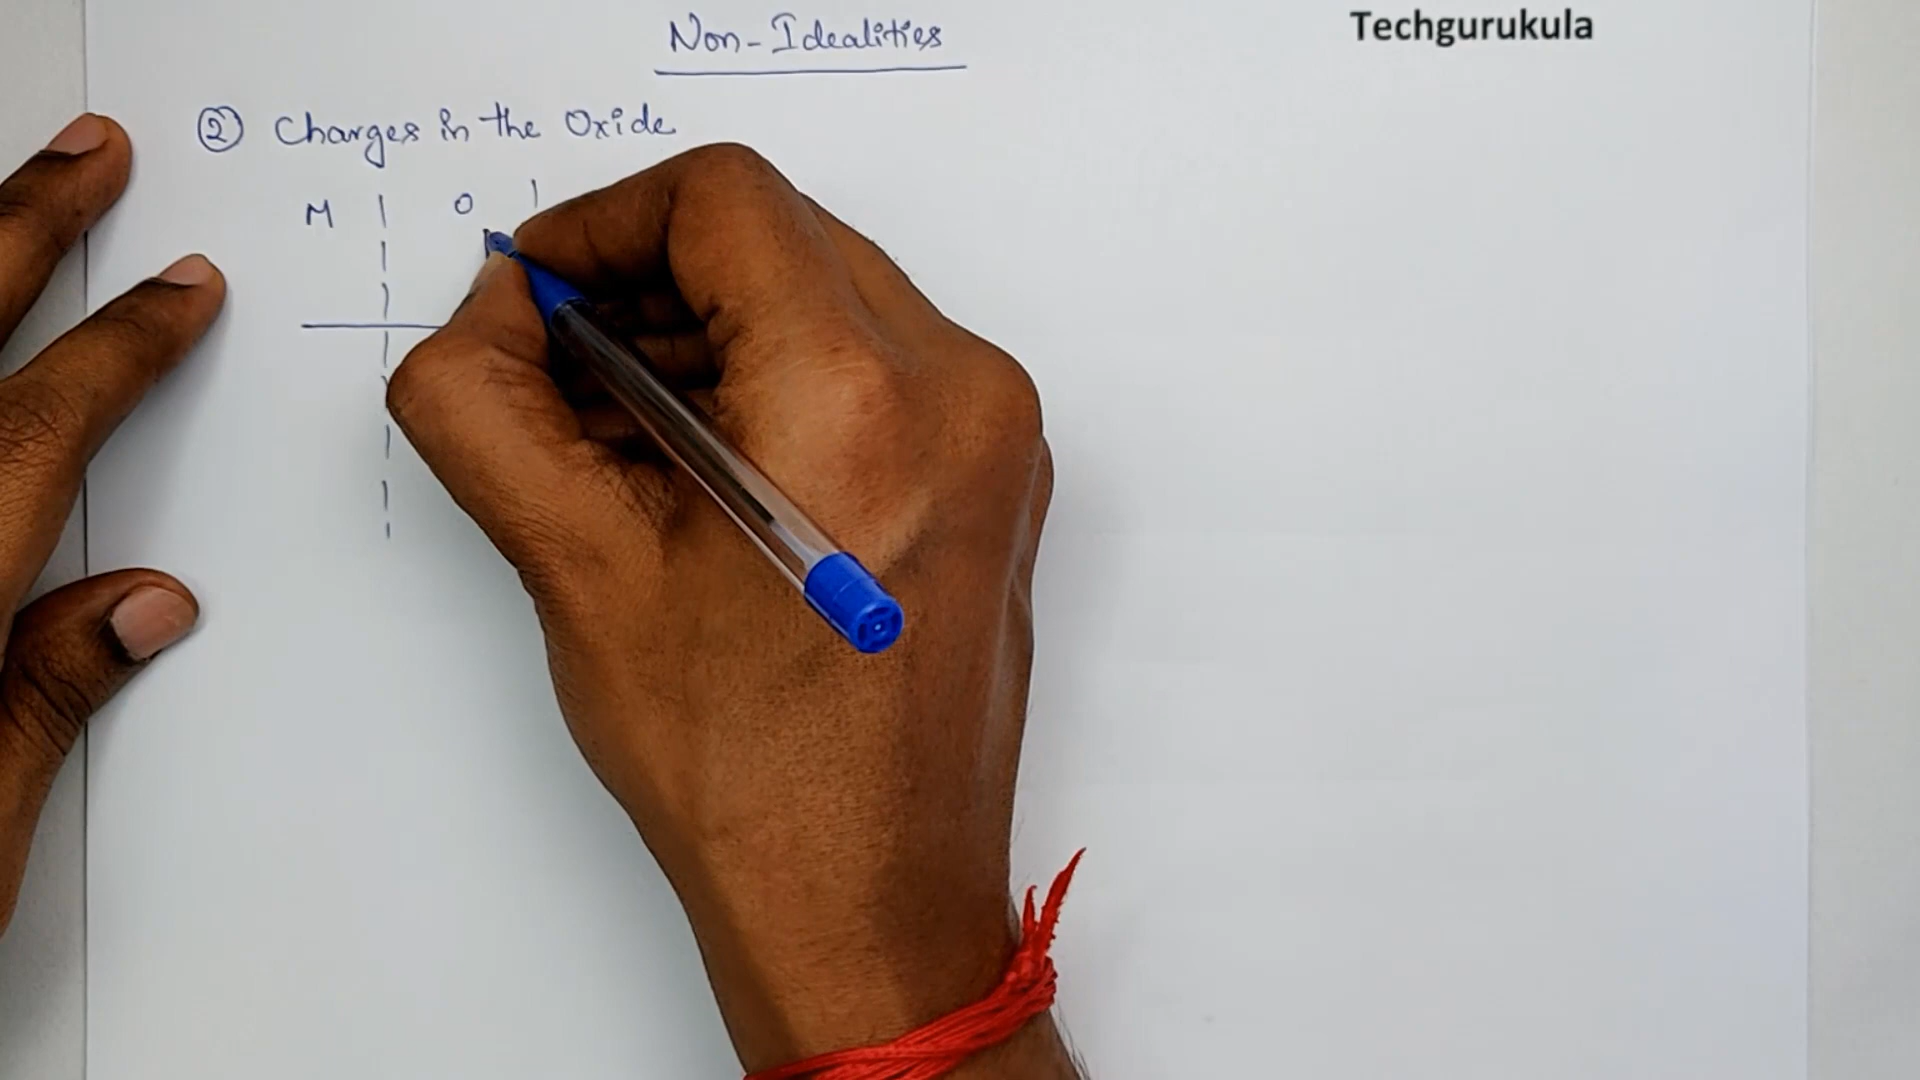 Non-Idealities
Techgurukula
② Charges in the Oxide
M O